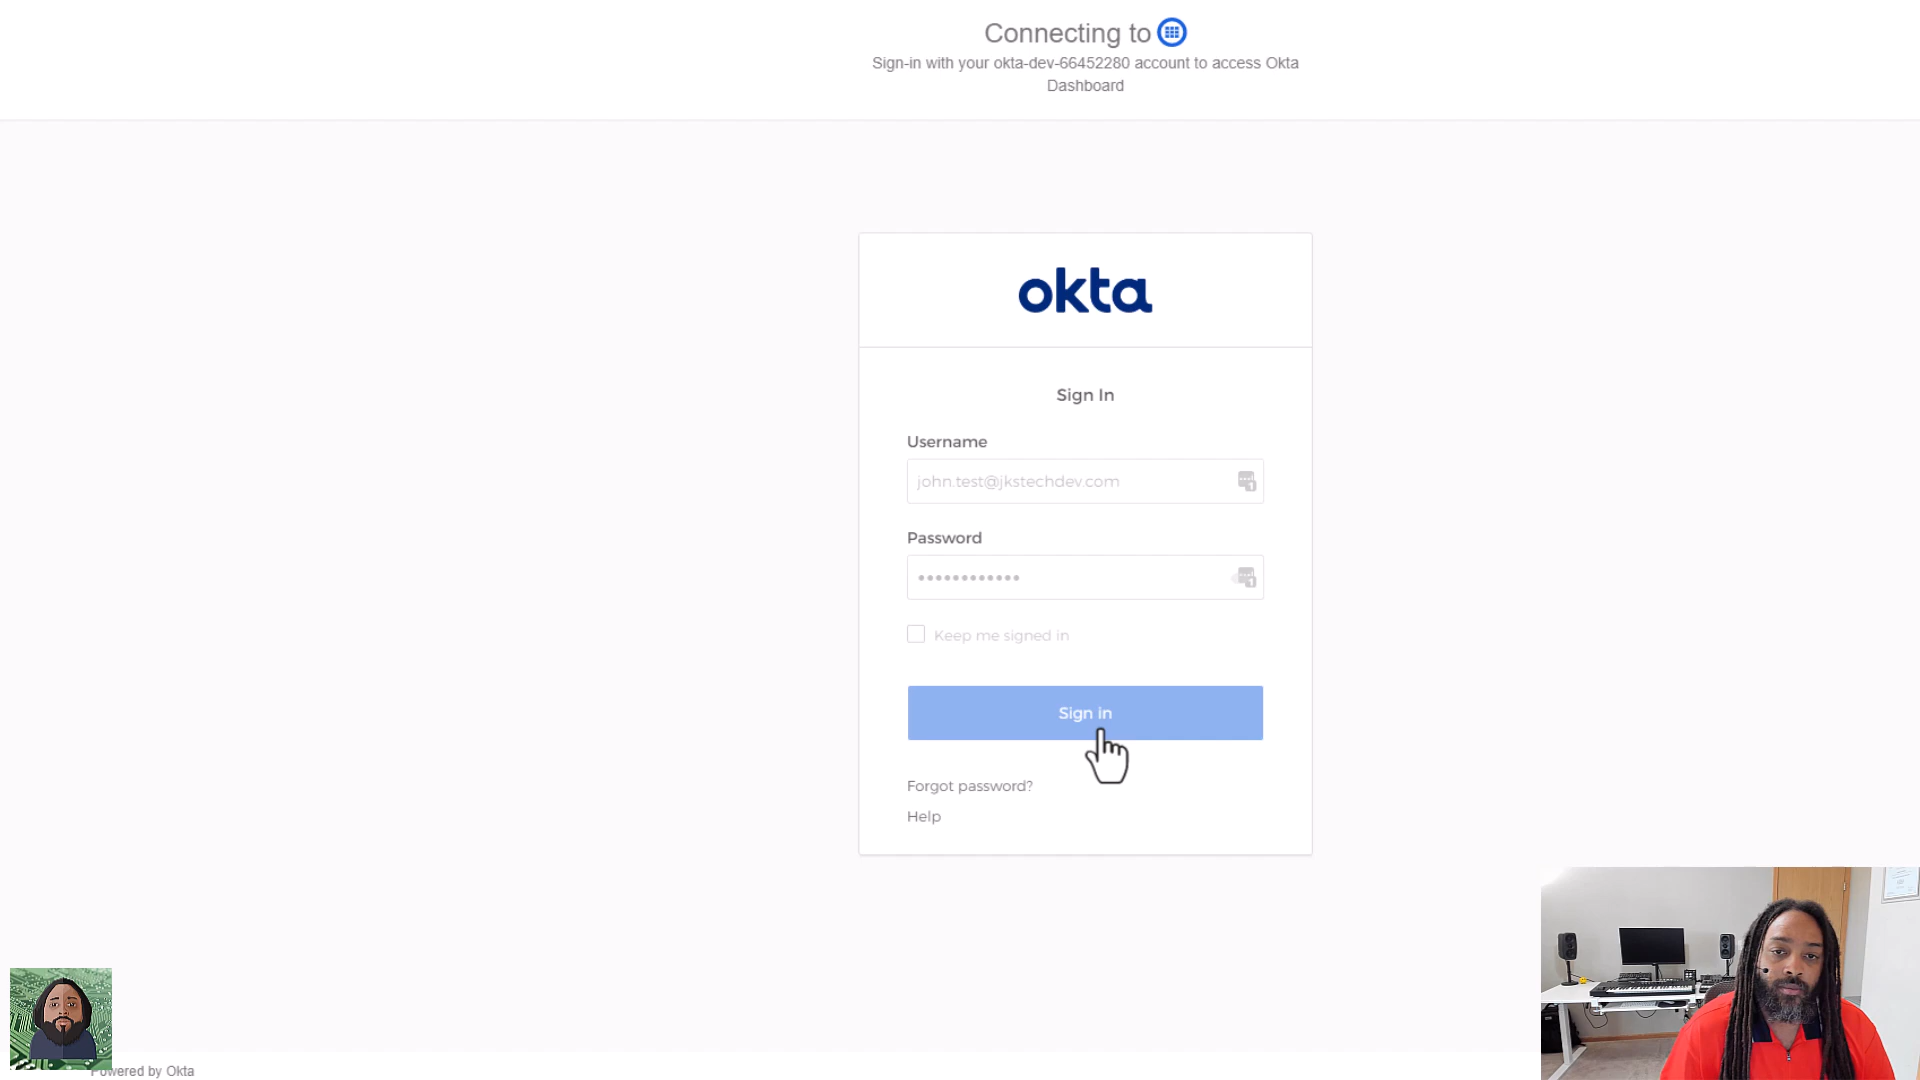 Connecting to
Sign-in with your okta-dev-66452280 account to access Okta
Dashboard
okta
Sign In
Username
john.test@jkstechdev.com
Password
Keep me signed in
Sign in
Forgot password?
Help
Powered by Okta